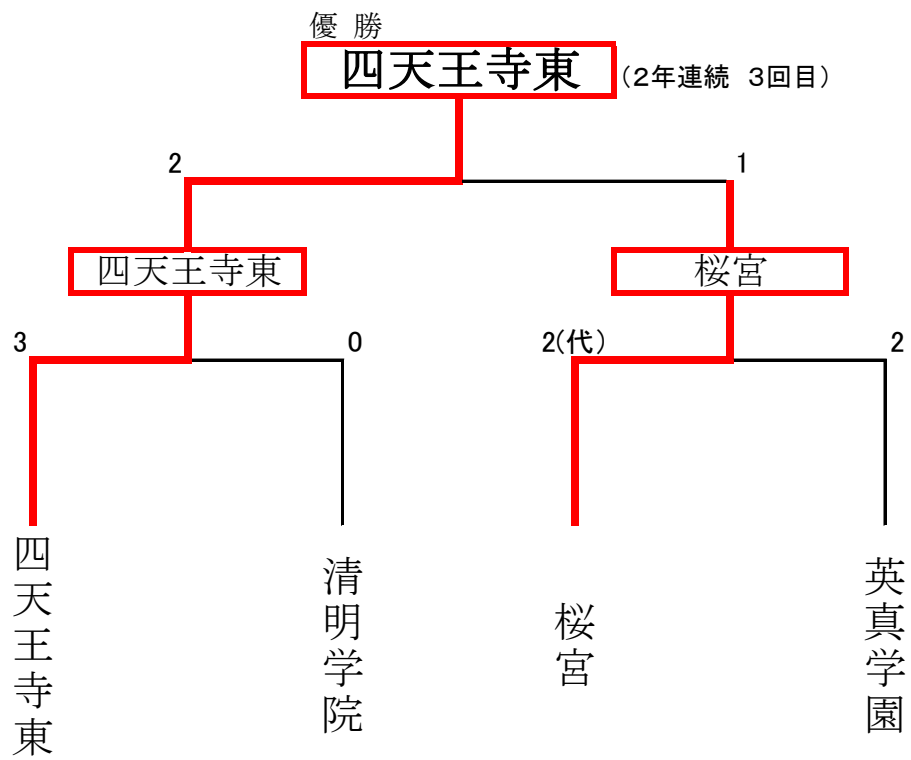 優 勝
四天王寺東
(2年連続 3回目)
2
1
四天王寺東
桜宮
3
0
2(代)
2
四天王寺東
清明学院
桜宮
英真学園